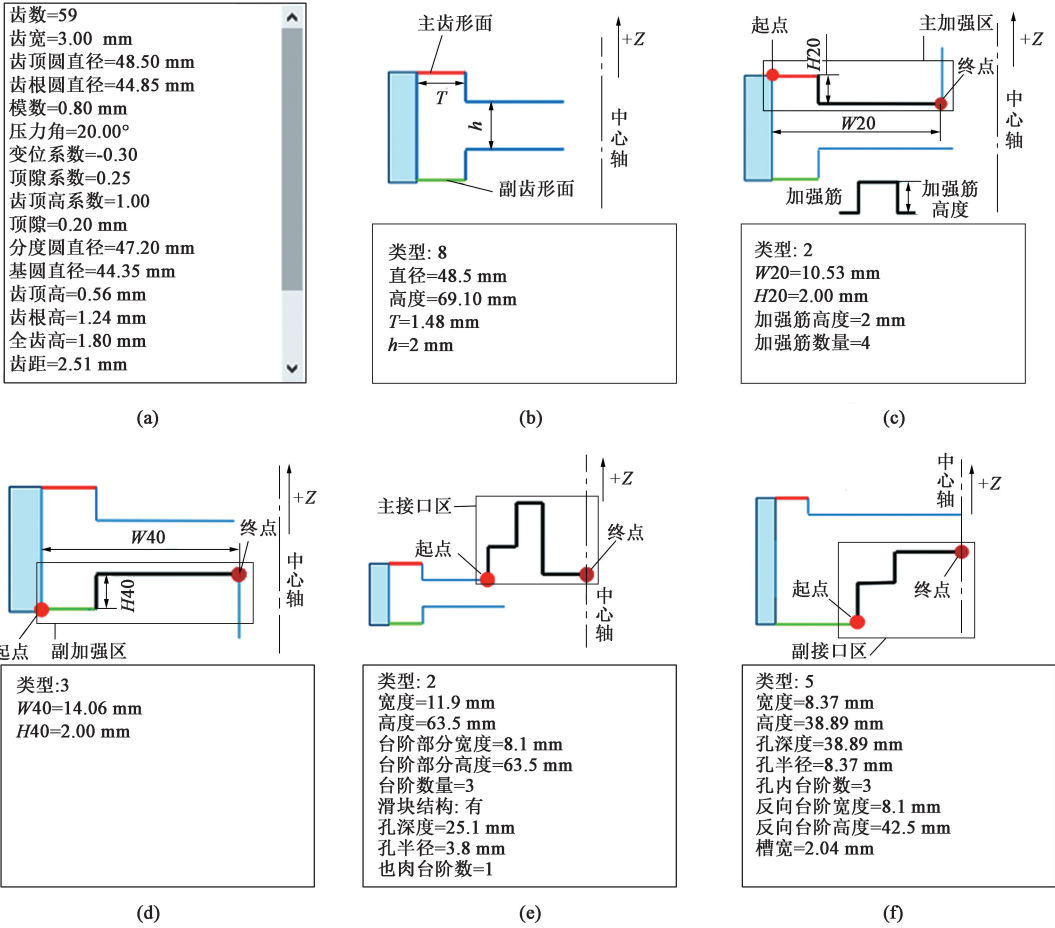 齿数=59
齿宽=3.00 mm
齿顶圆直径=48.50 mm
齿根圆直径=44.85 mm
模数=0.80 mm
压力角=20.00°
变位系数=-0.30
顶隙系数=0.25
齿顶高系数=1.00
顶隙=0.20 mm
分度圆直径=47.20 mm
基圆直径=44.35 mm
齿顶高=0.56 mm
齿根高=1.24 mm
全齿高=1.80 mm
齿距=2.51 mm
(a)
主齿形面
+Z
T
h
中心轴
副齿形面
类型: 8
直径=48.5 mm
高度=69.10 mm
T=1.48 mm
h=2 mm
(b)
起点
主加强区
+Z
H20
终点
W20
中心轴
加强筋
加强筋
高度
类型: 2
W20=10.53 mm
H20=2.00 mm
加强筋高度=2 mm
加强筋数量=4
(c)
+Z
W40
终点
H40
中心轴
起点
副加强区
类型:3
W40=14.06 mm
H40=2.00 mm
(d)
+Z
主接口区
起点
终点
中心轴
类型: 2
宽度=11.9 mm
高度=63.5 mm
台阶部分宽度=8.1 mm
台阶部分高度=63.5 mm
台阶数量=3
滑块结构: 有
孔深度=25.1 mm
孔半径=3.8 mm
也肉台阶数=1
(e)
中心轴
+Z
起点
终点
副接口区
类型: 5
宽度=8.37 mm
高度=38.89 mm
孔深度=38.89 mm
孔半径=8.37 mm
孔内台阶数=3
反向台阶宽度=8.1 mm
反向台阶高度=42.5 mm
槽宽=2.04 mm
(f)